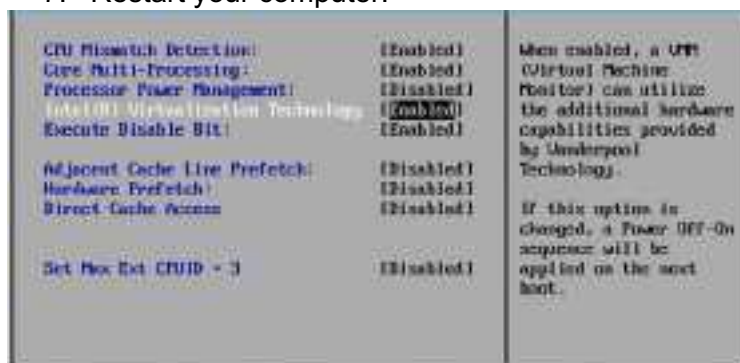 Restart your computer.
CPU Mismatch Detection: [Enabled]
Core Multi-Processing: [Enabled]
Processor Power Management: [Disabled]
Intel(R) Virtualization Technology [Enabled]
Execute Disable Bit: [Enabled]
Adjacent Cache Line Prefetch: [Disabled]
Hardware Prefetch: [Disabled]
Direct Cache Access [Disabled]
Set Max Ext CPUID = 3 [Disabled]
When enabled, a VMM
(Virtual Machine
Monitor) can utilize
the additional hardware
capabilities provided
by Vanderpool
Technology.
If this option is
changed, a Power Off-On
sequence will be
applied on the next
boot.